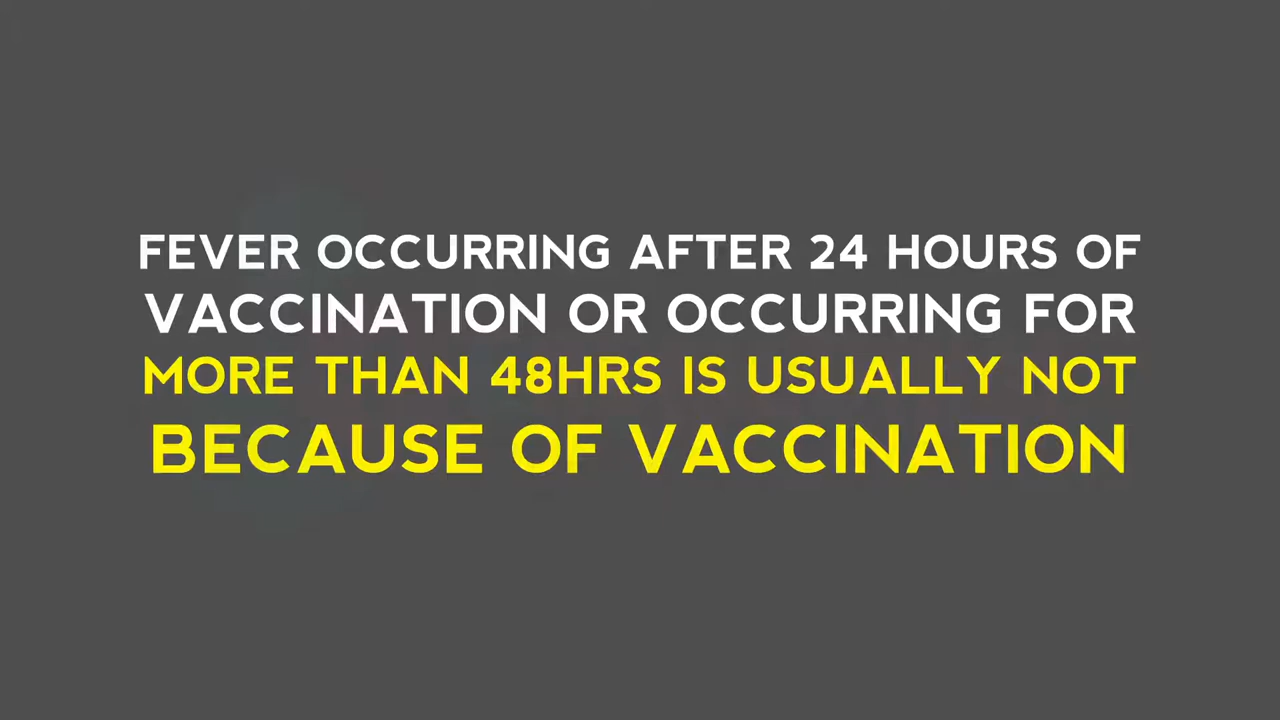 FEVER OCCURRING AFTER 24 HOURS OF
VACCINATION OR OCCURRING FOR
MORE THAN 48HRS IS USUALLY NOT
BECAUSE OF VACCINATION